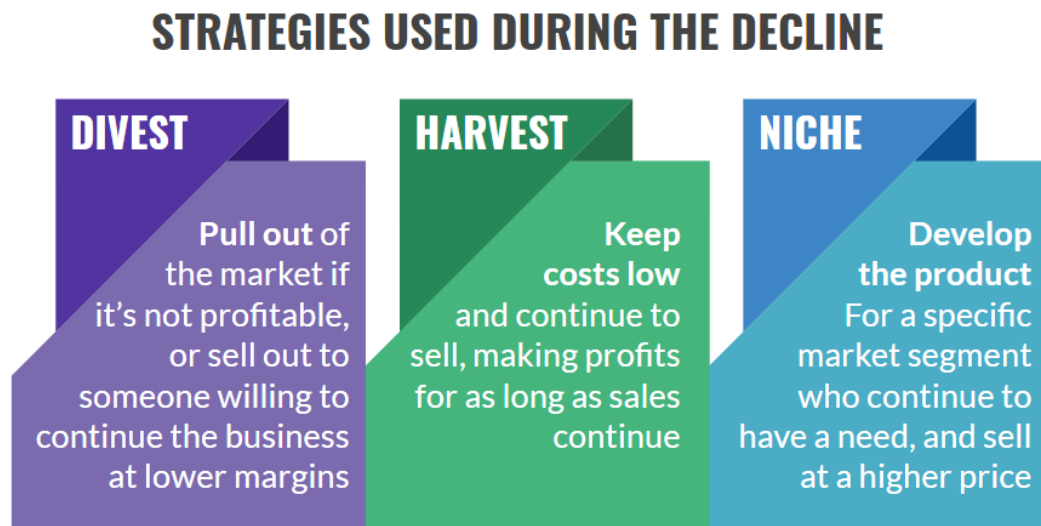 STRATEGIES USED DURING THE DECLINE
DIVEST
Pull out of
the market if
it's not profitable,
or sell out to
someone willing to
continue the business
at lower margins
HARVEST
Keep
costs low
and continue to
sell, making profits
for as long as sales
continue
NICHE
Develop
the product
For a specific
market segment
who continue to
have a need, and sell
at a higher price